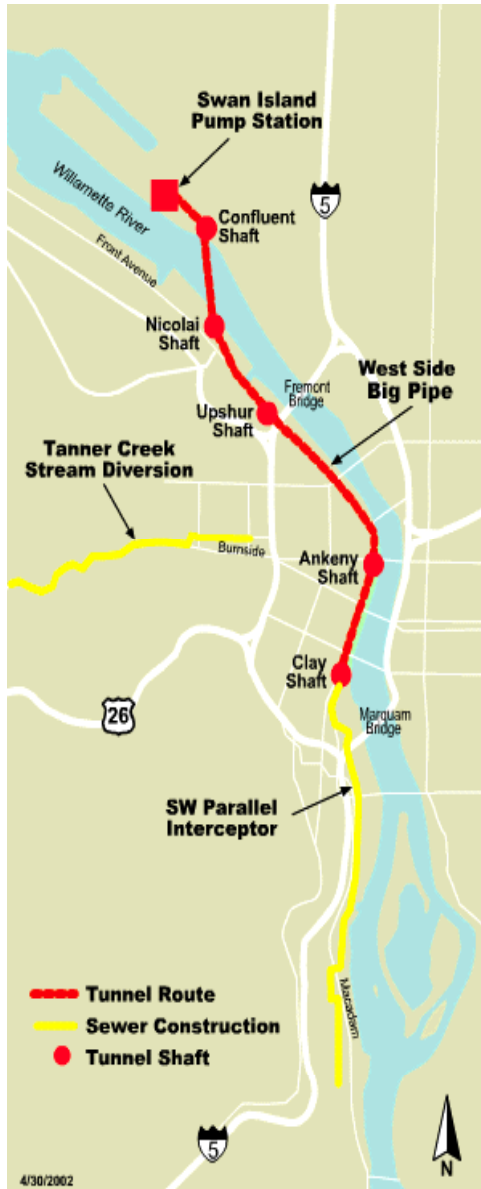 Swan Island
Pump Station
Willamette River
5
Confluent
Shaft
Front Avenue
Nicolai
Shaft
West Side
Big Pipe
Fremont
Bridge
Upshur
Shaft
Tanner Creek
Stream Diversion
Burnside
Ankeny
Shaft
Clay
Shaft
26
Marquam
Bridge
SW Parallel
Interceptor
Macadam
Tunnel Route
Sewer Construction
Tunnel Shaft
5
N
4/30/2002